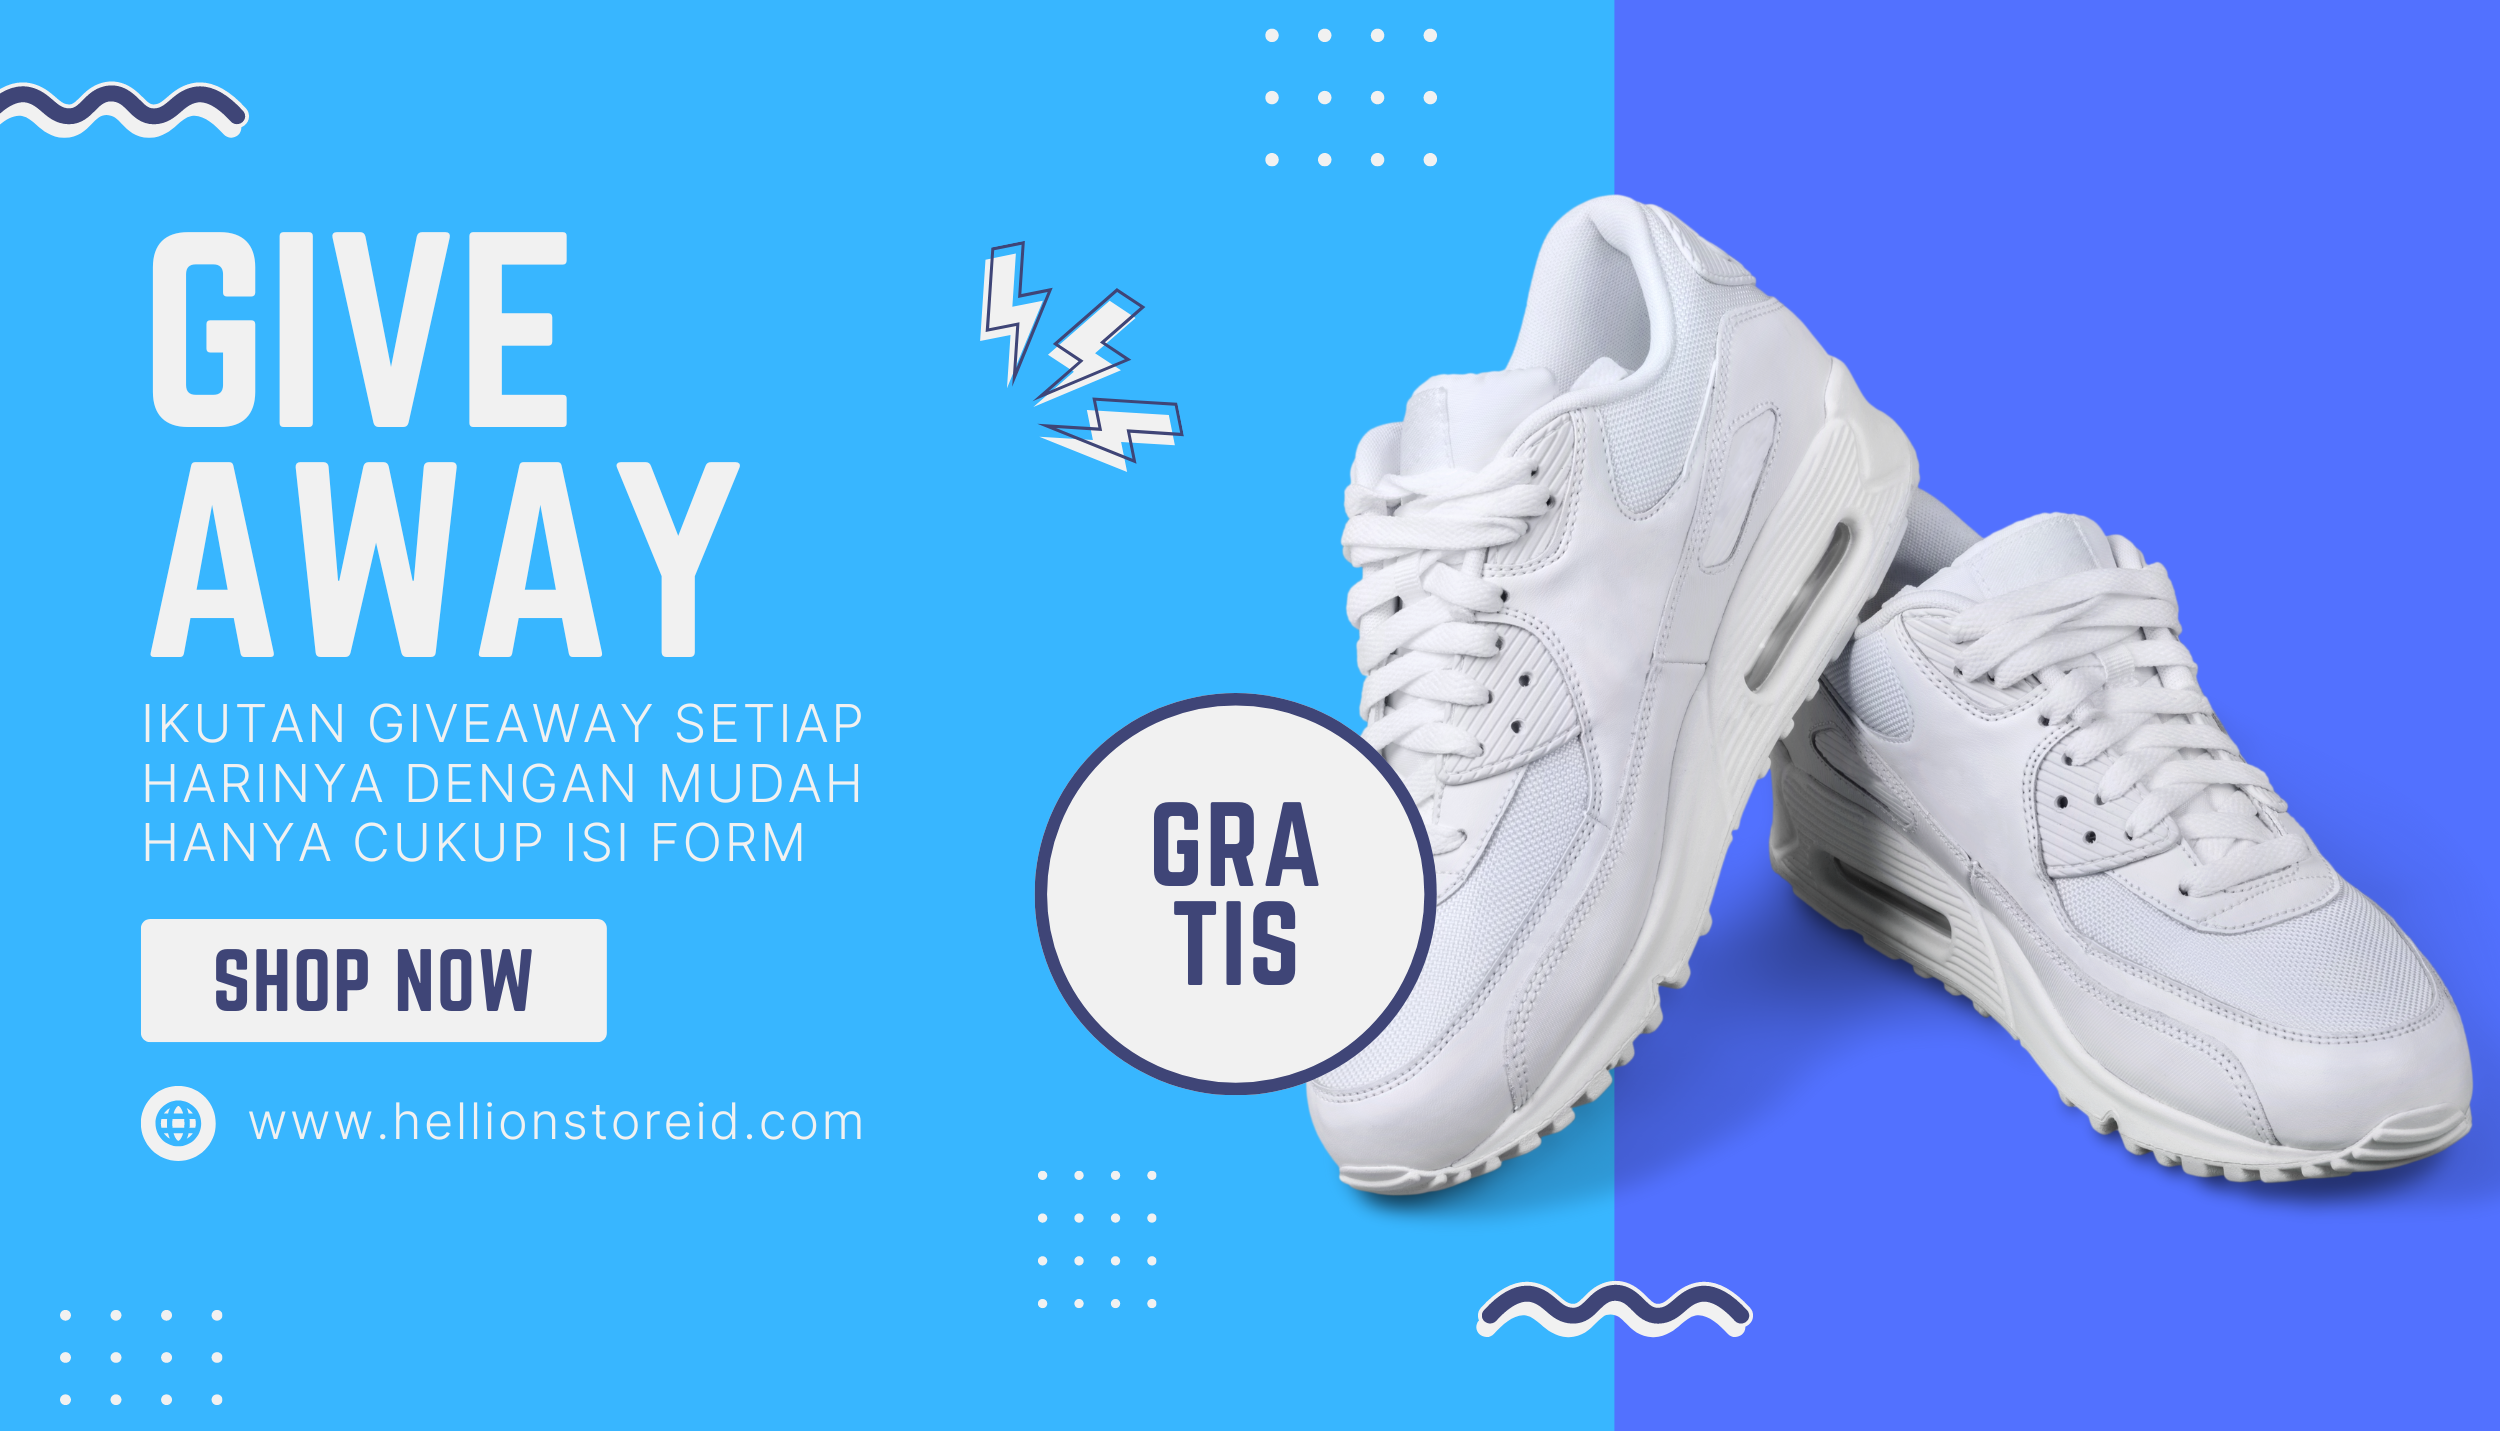 GIVE
AWAY
IKUTAN GIVEAWAY SETIAP
HARINYA DENGAN MUDAH
HANYA CUKUP ISI FORM
SHOP NOW
www.hellionstoreid.com
GRA
TIS